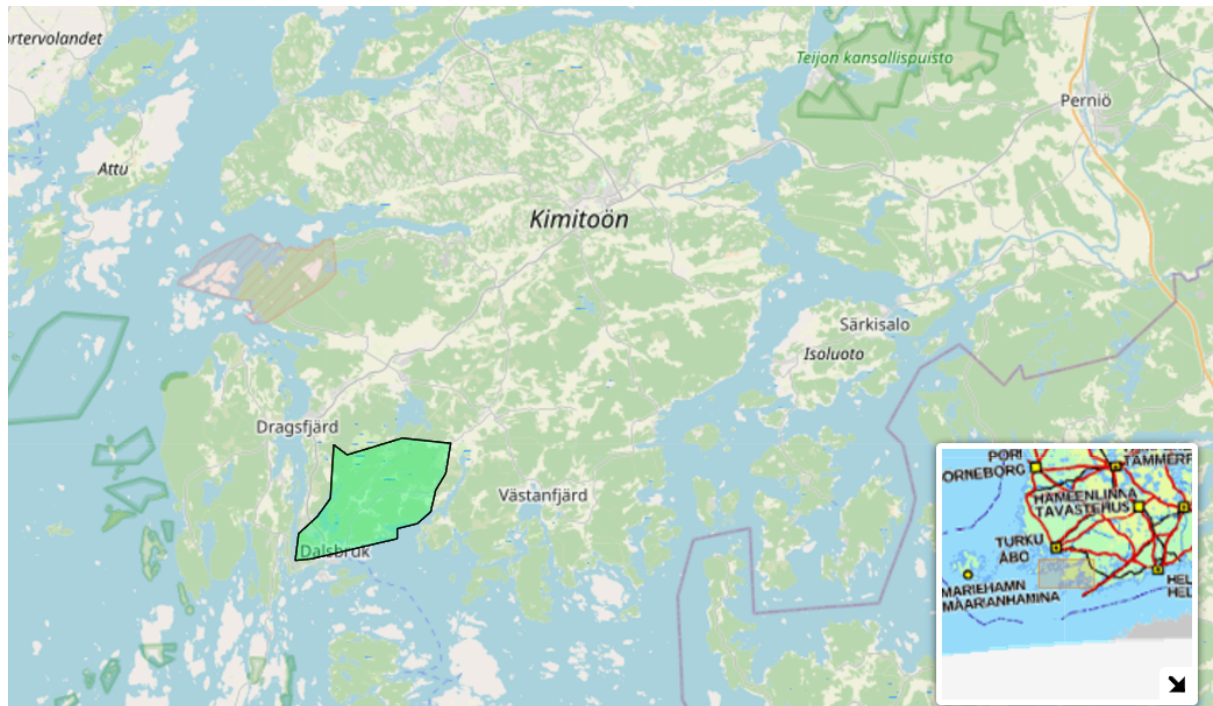 ortervolandet
Teijon kansallispuisto
Perniö
Attu
Kimitoön
Särkisalo
Isoluoto
Dragsfjärd
Västanfjärd
Dalsbruk
PORI
ORNEBORG
TAMMERF
HÄMEENLINNA
TAVASTEHUS
TURKU
ÅBO
HEL
HEL
MARIEHAMN
MAARIANHAMINA